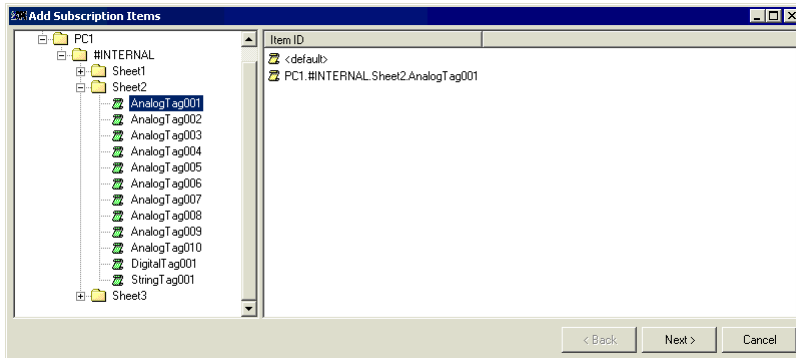 Add Subscription Items
PC1
#INTERNAL
Sheet1
Sheet2
AnalogTag001
AnalogTag002
AnalogTag003
AnalogTag004
AnalogTag005
AnalogTag006
AnalogTag007
AnalogTag008
AnalogTag009
AnalogTag010
DigitalTag001
StringTag001
Sheet3
Item ID
<default>
PC1.#INTERNAL.Sheet2.AnalogTag001
< Back
Next >
Cancel